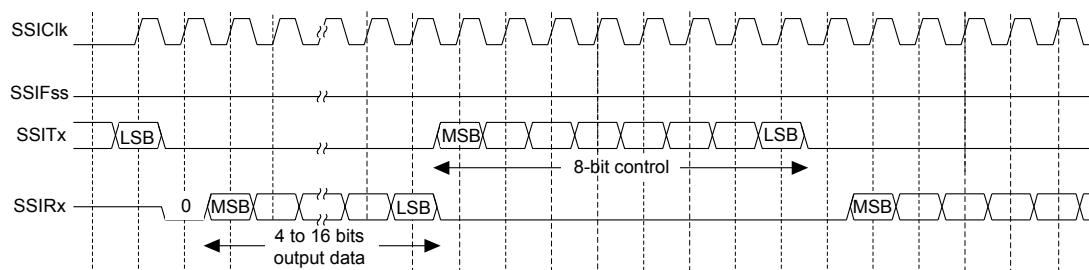 SSIClk
SSIFss
SSITx
LSB
MSB
LSB
8-bit control
SSIRx
0
MSB
LSB
MSB
4 to 16 bits
output data